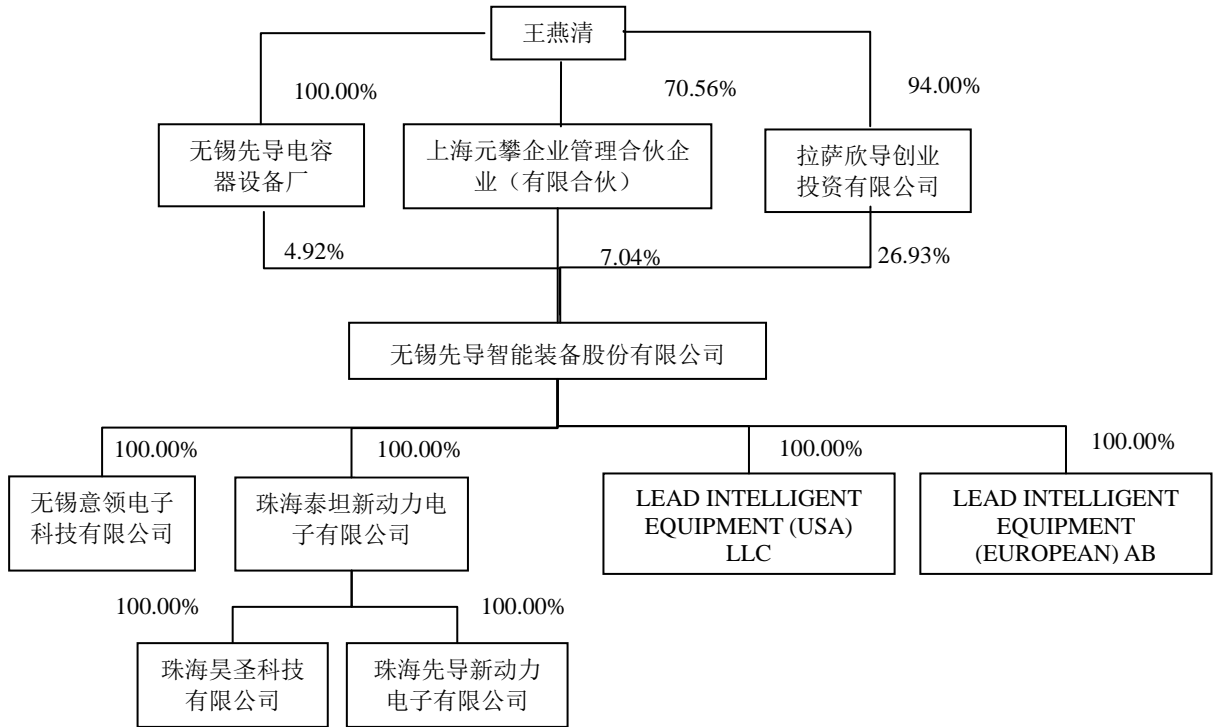 王燕清
100.00%
70.56%
94.00%
无锡先导电容
器设备厂
上海元攀企业管理合伙企
业（有限合伙）
拉萨欣导创业
投资有限公司
4.92%
7.04%
26.93%
无锡先导智能装备股份有限公司
100.00%
100.00%
100.00%
100.00%
无锡意领电子
科技有限公司
珠海泰坦新动力电
子有限公司
LEAD INTELLIGENT
EQUIPMENT (USA)
LLC
LEAD INTELLIGENT
EQUIPMENT
(EUROPEAN) AB
100.00%
100.00%
珠海昊圣科技
有限公司
珠海先导新动力
电子有限公司